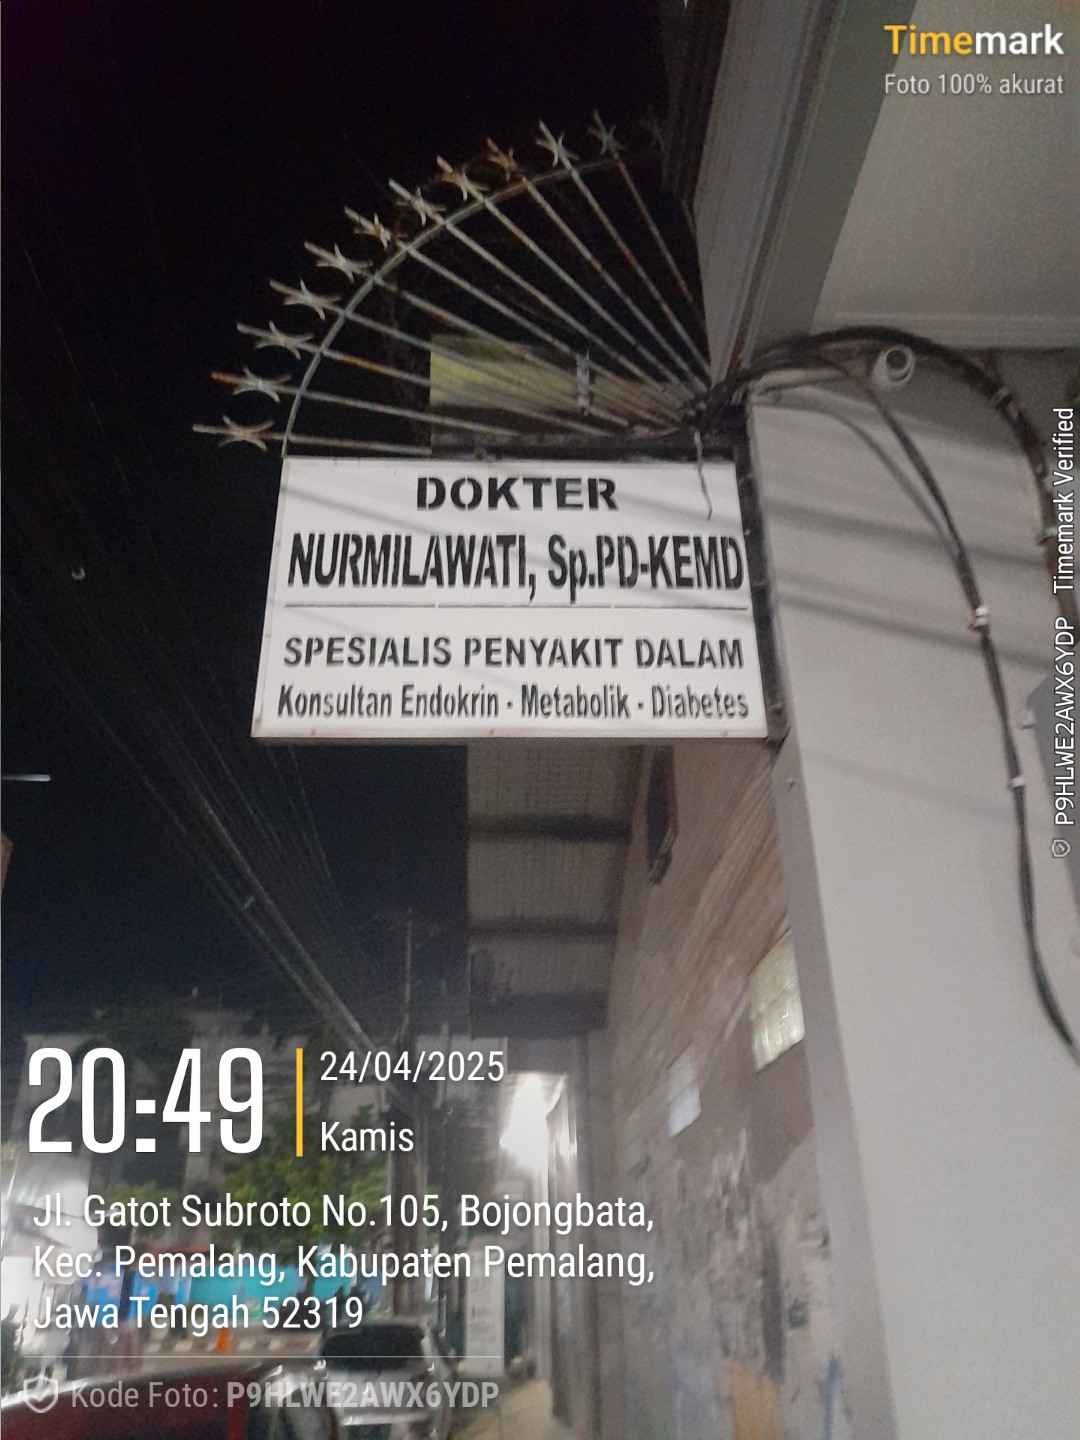 Timemark
Foto 100% akurat
DOKTER
NURMILAWATI, Sp.PD-KEMD
SPESIALIS PENYAKIT DALAM
Konsultan Endokrin - Metabolik - Diabetes
20:49
24/04/2025
Kamis
Jl. Gatot Subroto No.105, Bojongbata,
Kec. Pemalang, Kabupaten Pemalang,
Jawa Tengah 52319
Kode Foto: P9HLWE2AWX6YDP
P9HLWE2AWX6YDP Timemark Verified